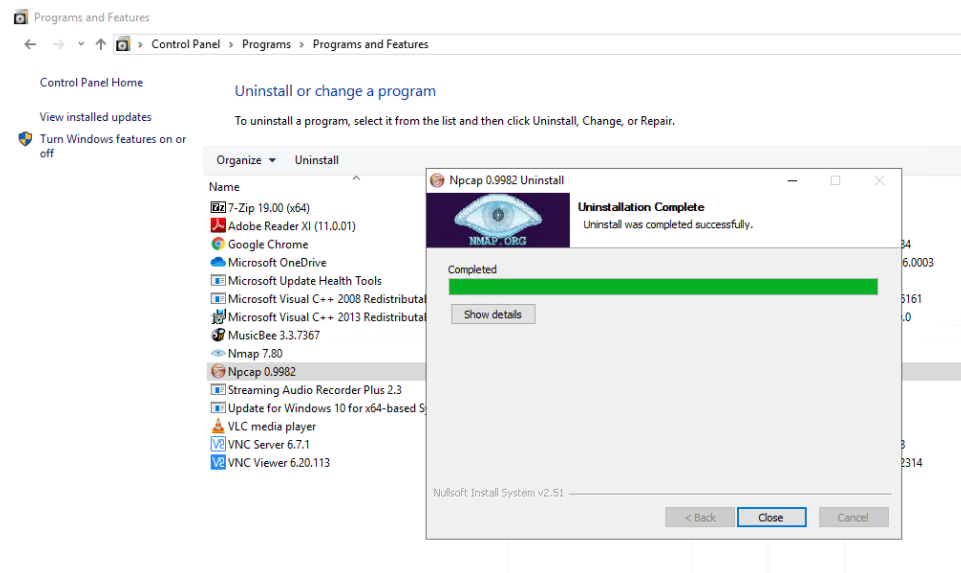 Programs and Features
Control Panel > Programs > Programs and Features
Control Panel Home
View installed updates
Turn Windows features on or
off
Uninstall or change a program
To uninstall a program, select it from the list and then click Uninstall, Change, or Repair.
Organize Uninstall
Name
7-Zip 19.00 (x64)
Adobe Reader XI (11.0.01)
Google Chrome
Microsoft OneDrive
Microsoft Update Health Tools
Microsoft Visual C++ 2008 Redistributal
Microsoft Visual C++ 2013 Redistributal
MusicBee 3.3.7367
Nmap 7.80
Npcap 0.9982
Streaming Audio Recorder Plus 2.3
Update for Windows 10 for x64-based Sy
VLC media player
VNC Server 6.7.1
VNC Viewer 6.20.113
Npcap 0.9982 Uninstall
NMAP.ORG
Uninstallation Complete
Uninstall was completed successfully.
Completed
Show details
Nullsoft Install System v2.51
< Back Close Cancel
34
6.0003
6161
.0
2314